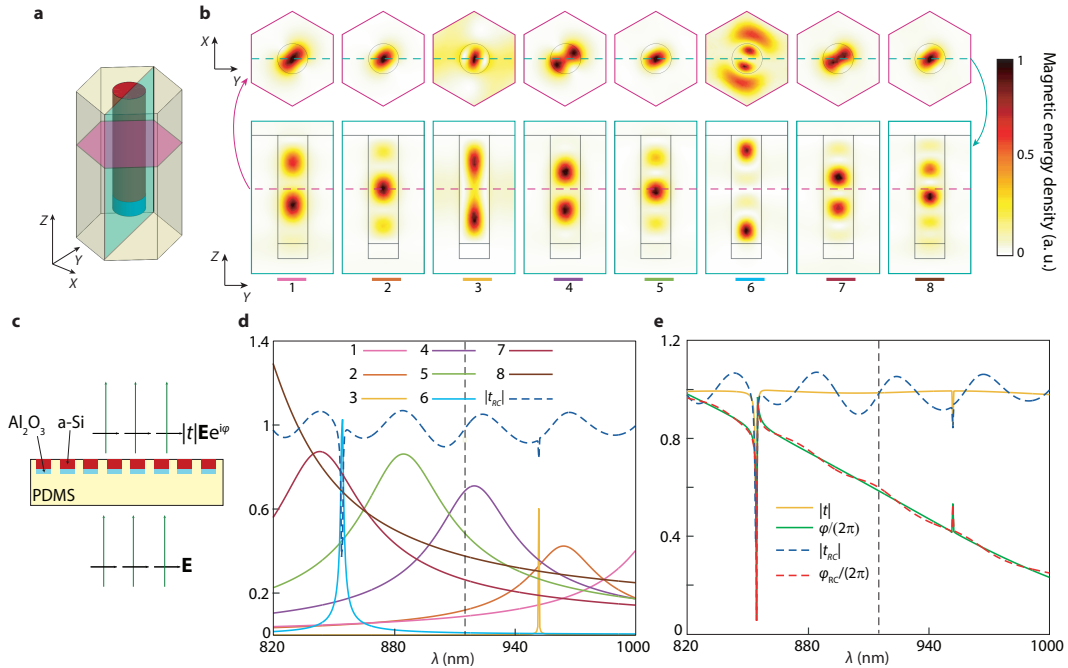 a
b
X
Y
1
0.5
0
Magnetic energy density (a. u.)
Z
Y
X
Z
Y
1 2 3 4 5 6 7 8
c
Al2O3 a-Si |t|Ee^iφ
PDMS
E
d
1.4
1
0.2
0
820 880 940 1000
λ (nm)
1 4 7
2 5 8
3 6 |tRC|
e
1.2
0.8
0.4
0
820 940 1000
λ (nm)
|t|
φ/(2π)
|tRC|
φRC/(2π)